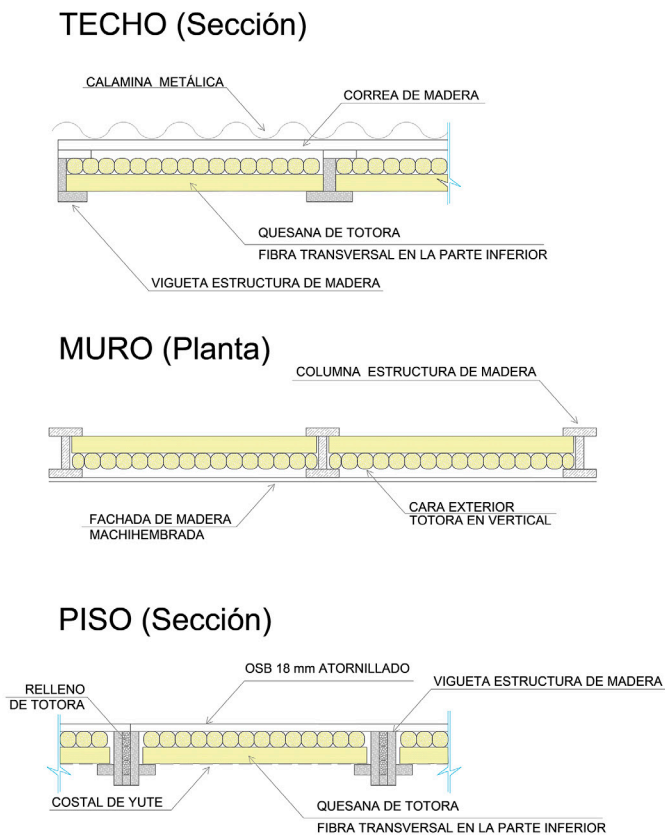 TECHO (Sección)
CALAMINA METÁLICA
CORREA DE MADERA
QUESANA DE TOTORA
FIBRA TRANSVERSAL EN LA PARTE INFERIOR
VIGUETA ESTRUCTURA DE MADERA
MURO (Planta)
COLUMNA ESTRUCTURA DE MADERA
FACHADA DE MADERA
MACHIHEMBRADA
CARA EXTERIOR
TOTORA EN VERTICAL
PISO (Sección)
OSB 18 mm ATORNILLADO
RELLENO
DE TOTORA
VIGUETA ESTRUCTURA DE MADERA
COSTAL DE YUTE
QUESANA DE TOTORA
FIBRA TRANSVERSAL EN LA PARTE INFERIOR